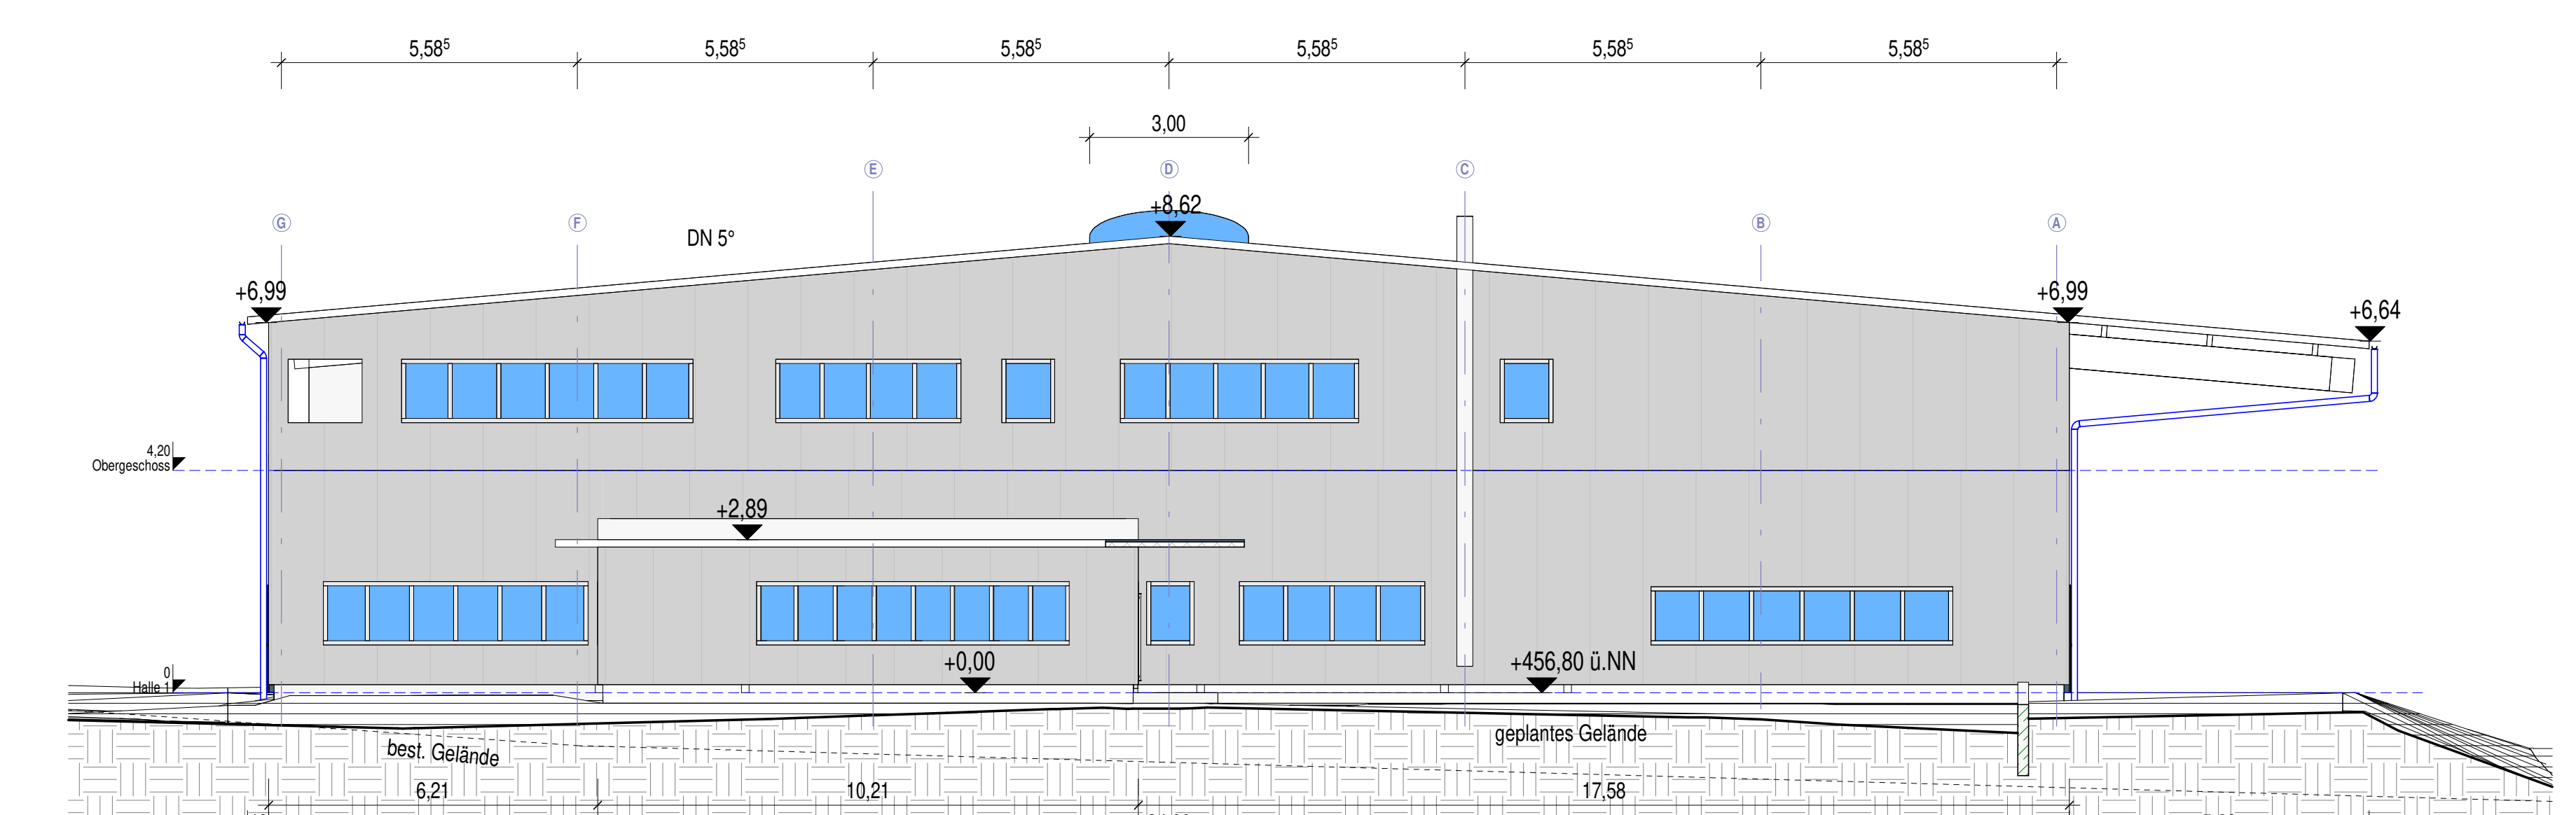 5,58⁵ 5,58⁵ 5,58⁵ 5,58⁵ 5,58⁵ 5,58⁵
3,00
E D C
G F B A
+8,62
DN 5°
+6,99 +6,99
+6,64
4,20
Obergeschoss
+2,89
0
Halle 1
+0,00 +456,80 ü.NN
best. Gelände geplantes Gelände
6,21 10,21 17,58